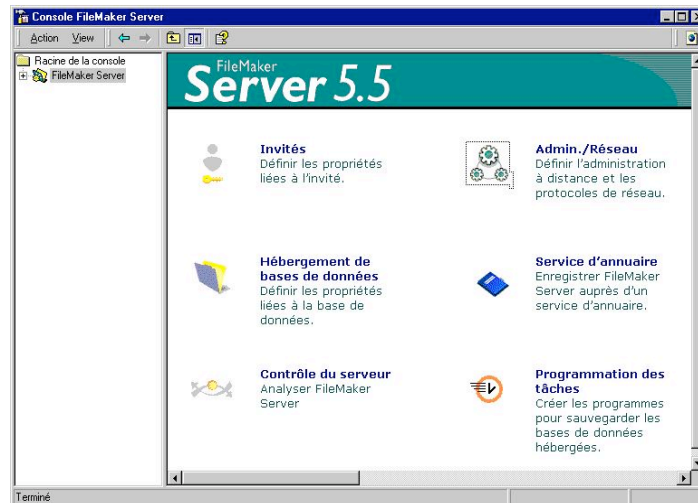 Console FileMaker Server
Action View
Racine de la console
FileMaker Server
FileMaker
Server 5.5
Invités
Définir les propriétés
liées à l'invité.
Admin./Réseau
Définir l'administration
à distance et les
protocoles de réseau.
Hébergement de
bases de données
Définir les propriétés
liées à la base de
données.
Service d'annuaire
Enregistrer FileMaker
Server auprès d'un
service d'annuaire.
Contrôle du serveur
Analyser FileMaker
Server
Programmation des
tâches
Créer les programmes
pour sauvegarder les
bases de données
hébergées.
Terminé